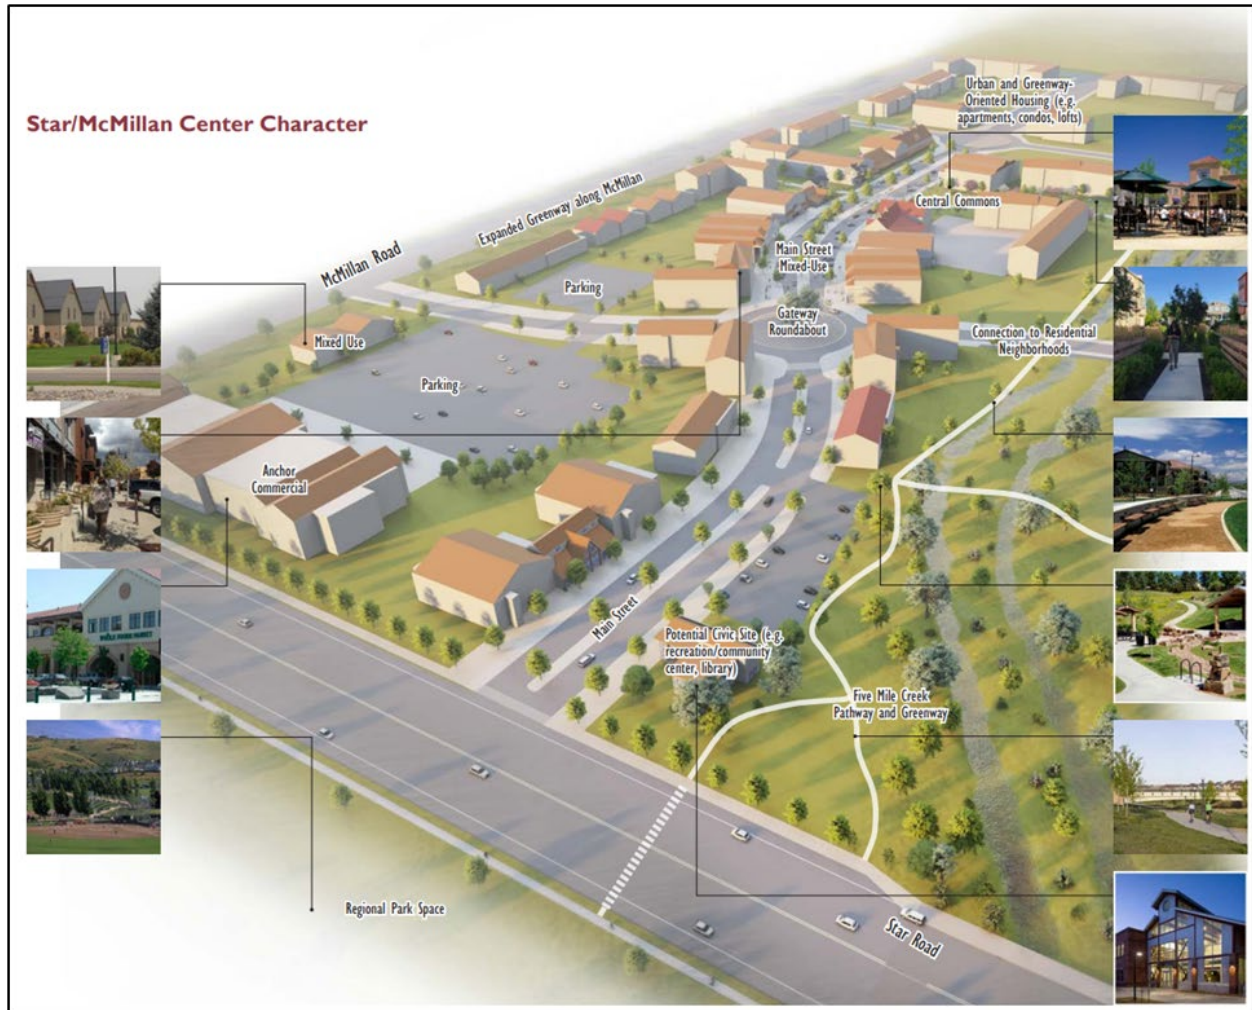 Star/McMillan Center Character
Urban and Greenway-
Oriented Housing (e.g.
apartments, condos, lofts)
Central Commons
Expanded Greenway along McMillan
McMillan Road
Main Street
Mixed-Use
Parking
Gateway
Roundabout
Connection to Residential
Neighborhoods
Mixed Use
Parking
Anchor
Commercial
Main Street
Potential Civic Site (e.g.
recreation/community
center, library)
Five Mile Creek
Pathway and Greenway
Regional Park Space
Star Road